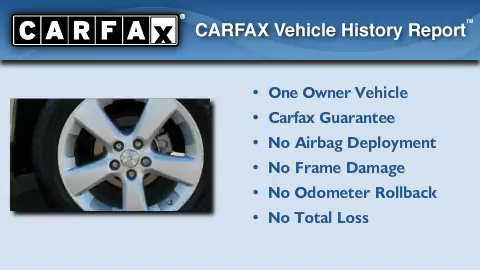 CARFAX® CARFAX Vehicle History Report™
• One Owner Vehicle
• Carfax Guarantee
• No Airbag Deployment
• No Frame Damage
• No Odometer Rollback
• No Total Loss